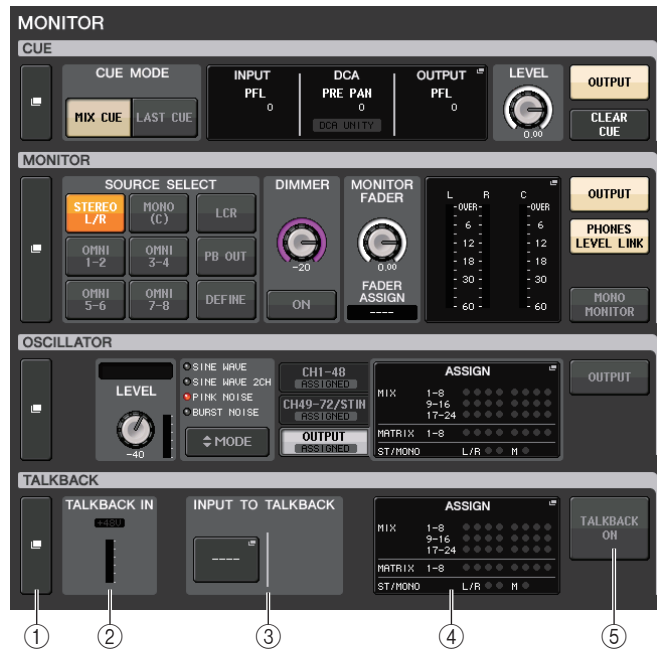 MONITOR
CUE
CUE MODE
MIX CUE
LAST CUE
INPUT
PFL
0
DCA
PRE PAN
0
DCA UNITY
OUTPUT
PFL
0
LEVEL
0.00
OUTPUT
CLEAR
CUE
MONITOR
SOURCE SELECT
STEREO
L/R
MONO
(C)
LCR
OMNI
1-2
OMNI
3-4
PB OUT
OMNI
5-6
OMNI
7-8
DEFINE
DIMMER
-20
ON
MONITOR
FADER
0.00
FADER
ASSIGN
----
L R C
-OVER- -OVER
- 6 - - 6
- 12 - - 12
- 18 - - 18
- 30 - - 30
- 60 - - 60
OUTPUT
PHONES
LEVEL LINK
MONO
MONITOR
OSCILLATOR
LEVEL
-40
SINE WAVE
SINE WAVE 2CH
PINK NOISE
BURST NOISE
MODE
CH1-48
ASSIGNED
CH49-72/STIN
ASSIGNED
OUTPUT
ASSIGNED
ASSIGN
MIX 1-8
9-16
17-24
MATRIX 1-8
ST/MONO L/R M
OUTPUT
TALKBACK
TALKBACK IN
+48V
INPUT TO TALKBACK
----
ASSIGN
MIX 1-8
9-16
17-24
MATRIX 1-8
ST/MONO L/R M
TALKBACK
ON
① ② ③ ④ ⑤